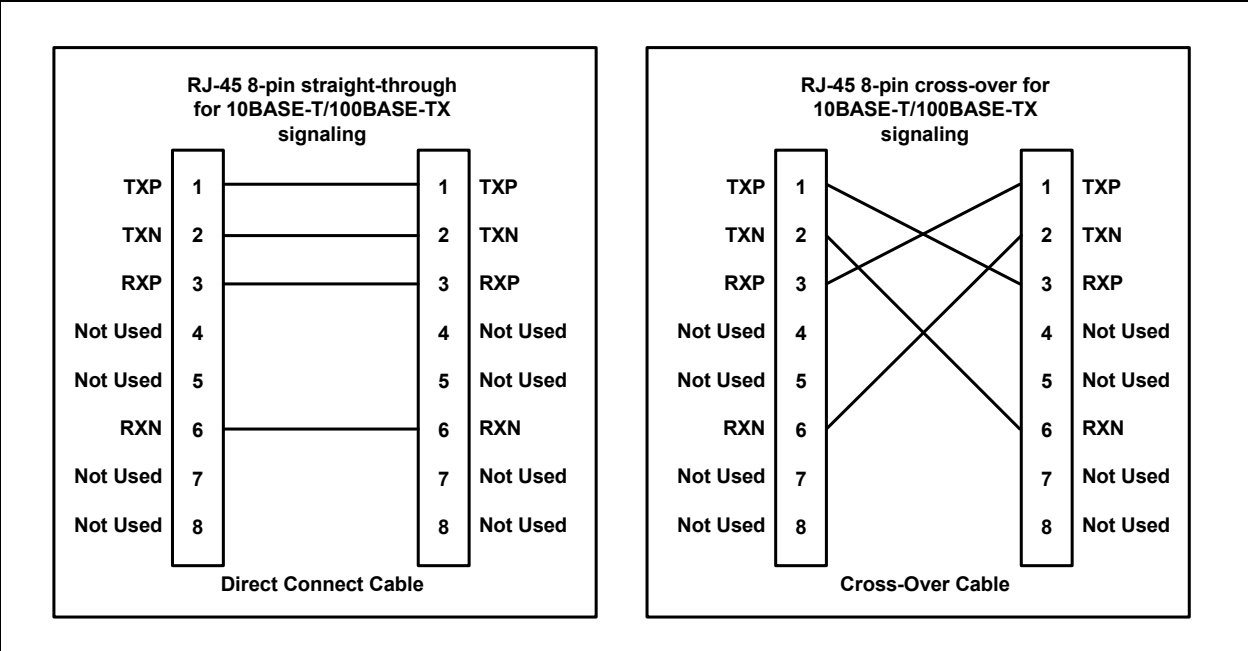 RJ-45 8-pin straight-through
for 10BASE-T/100BASE-TX
signaling
TXP 1 1 TXP
TXN 2 2 TXN
RXP 3 3 RXP
Not Used 4 4 Not Used
Not Used 5 5 Not Used
RXN 6 6 RXN
Not Used 7 7 Not Used
Not Used 8 8 Not Used
Direct Connect Cable
RJ-45 8-pin cross-over for
10BASE-T/100BASE-TX
signaling
TXP 1 1 TXP
TXN 2 2 TXN
RXP 3 3 RXP
Not Used 4 4 Not Used
Not Used 5 5 Not Used
RXN 6 6 RXN
Not Used 7 7 Not Used
Not Used 8 8 Not Used
Cross-Over Cable